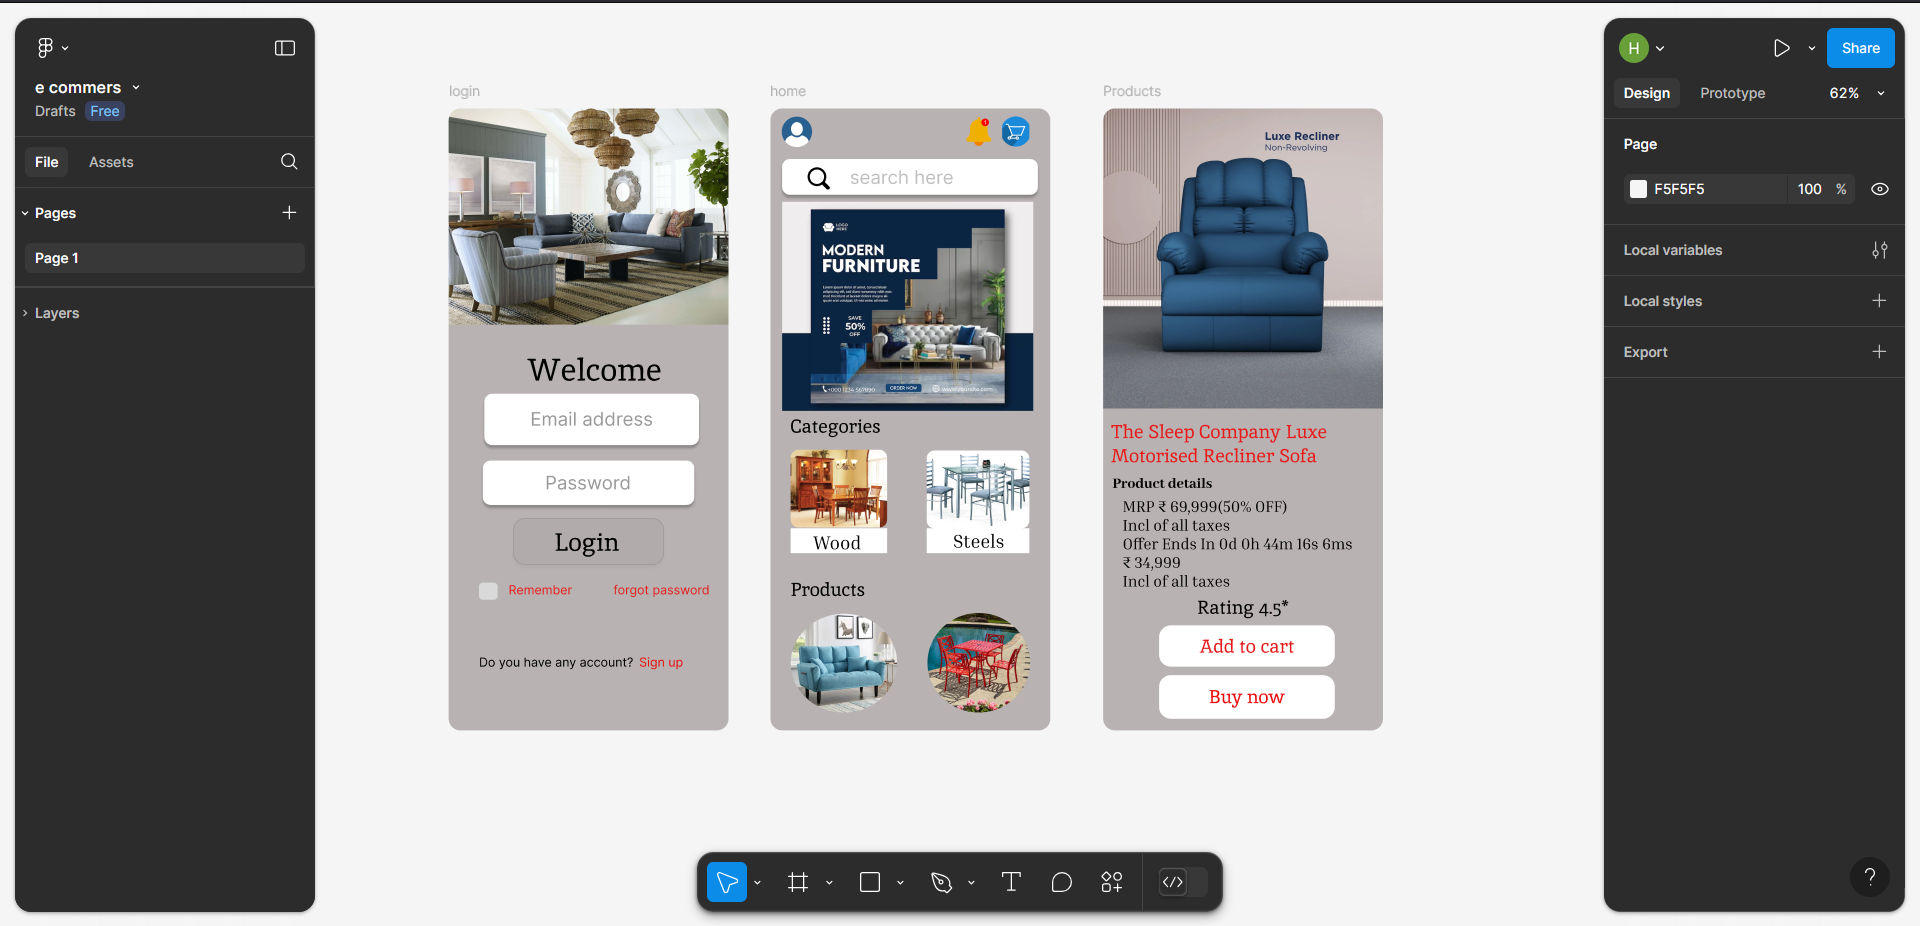 e commers
Drafts Free
File Assets
Pages
Page 1
Layers
login
Welcome
Email address
Password
Login
Remember forgot password
Do you have any account? Sign up
home
search here
LOGO
HERE
MODERN
FURNITURE
SAVE
50%
OFF
ORDER NOW
Categories
Wood Steels
Products
Products
Luxe Recliner
Non-Revolving
The Sleep Company Luxe
Motorised Recliner Sofa
Product details
MRP ₹ 69,999(50% OFF)
Incl of all taxes
Offer Ends In 0d 0h 44m 16s 6ms
₹ 34,999
Incl of all taxes
Rating 4.5*
Add to cart
Buy now
H Share
Design Prototype 62%
Page
F5F5F5 100 %
Local variables
Local styles
Export
?